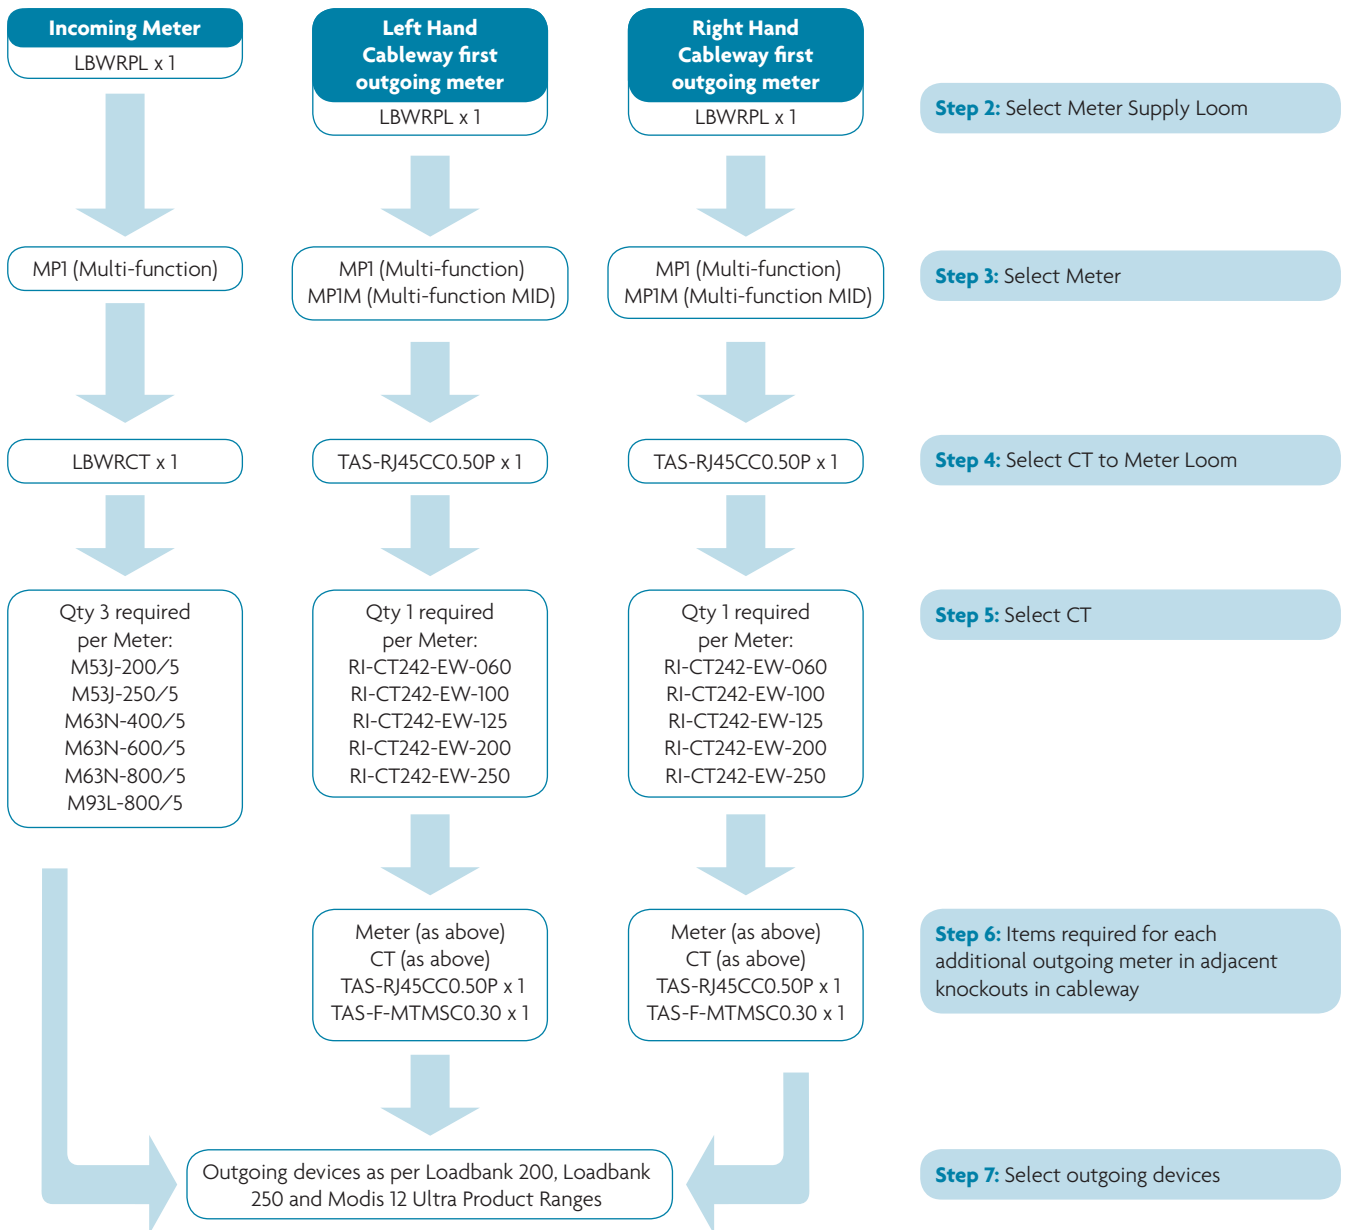 Incoming Meter
LBWRPL x 1
Left Hand
Cableway first
outgoing meter
LBWRPL x 1
Right Hand
Cableway first
outgoing meter
LBWRPL x 1
Step 2: Select Meter Supply Loom
MP1 (Multi-function)
MP1 (Multi-function)
MP1M (Multi-function MID)
MP1 (Multi-function)
MP1M (Multi-function MID)
Step 3: Select Meter
LBWRCT x 1
TAS-RJ45CC0.50P x 1
TAS-RJ45CC0.50P x 1
Step 4: Select CT to Meter Loom
Qty 3 required
per Meter:
M53J-200/5
M53J-250/5
M63N-400/5
M63N-600/5
M63N-800/5
M93L-800/5
Qty 1 required
per Meter:
RI-CT242-EW-060
RI-CT242-EW-100
RI-CT242-EW-125
RI-CT242-EW-200
RI-CT242-EW-250
Qty 1 required
per Meter:
RI-CT242-EW-060
RI-CT242-EW-100
RI-CT242-EW-125
RI-CT242-EW-200
RI-CT242-EW-250
Step 5: Select CT
Meter (as above)
CT (as above)
TAS-RJ45CC0.50P x 1
TAS-F-MTMSC0.30 x 1
Meter (as above)
CT (as above)
TAS-RJ45CC0.50P x 1
TAS-F-MTMSC0.30 x 1
Step 6: Items required for each
additional outgoing meter in adjacent
knockouts in cableway
Outgoing devices as per Loadbank 200, Loadbank
250 and Modis 12 Ultra Product Ranges
Step 7: Select outgoing devices